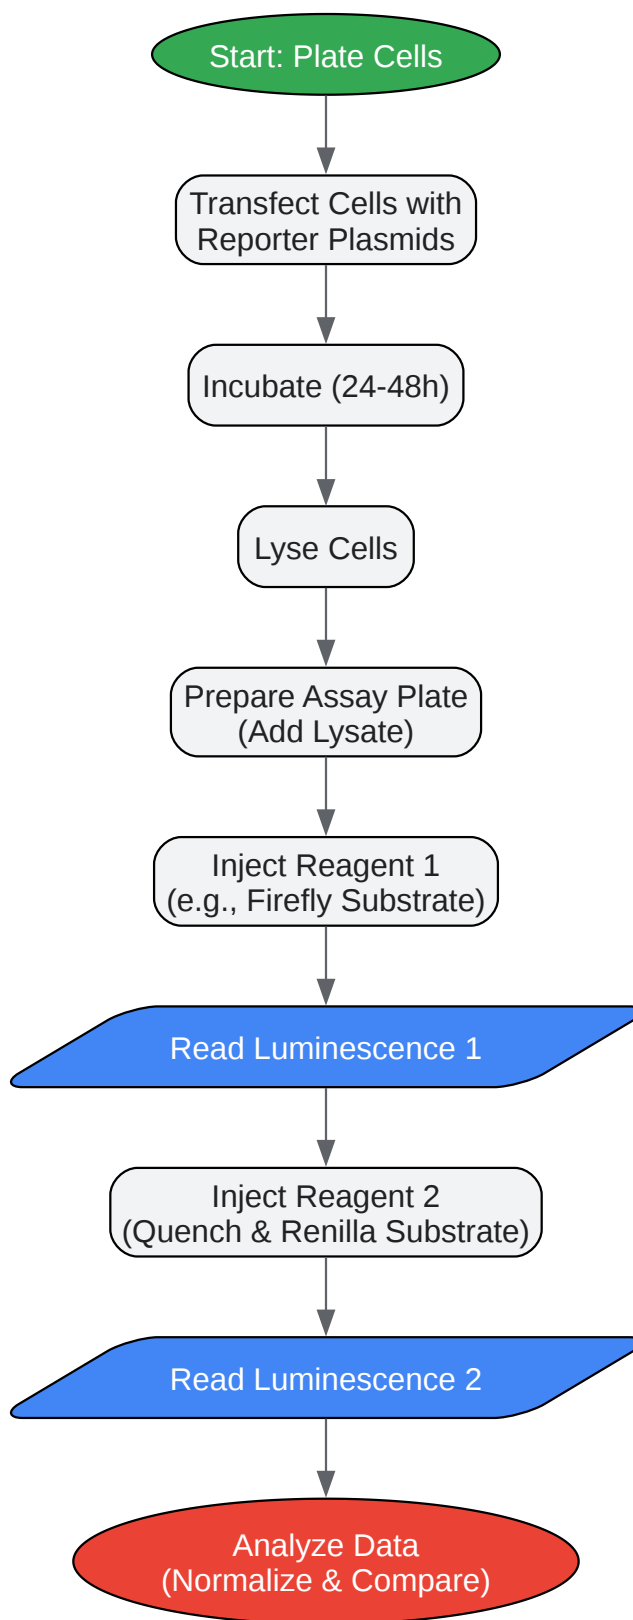 Start: Plate Cells
Transfect Cells with
Reporter Plasmids
Incubate (24-48h)
Lyse Cells
Prepare Assay Plate
(Add Lysate)
Inject Reagent 1
(e.g., Firefly Substrate)
Read Luminescence 1
Inject Reagent 2
(Quench & Renilla Substrate)
Read Luminescence 2
Analyze Data
(Normalize & Compare)